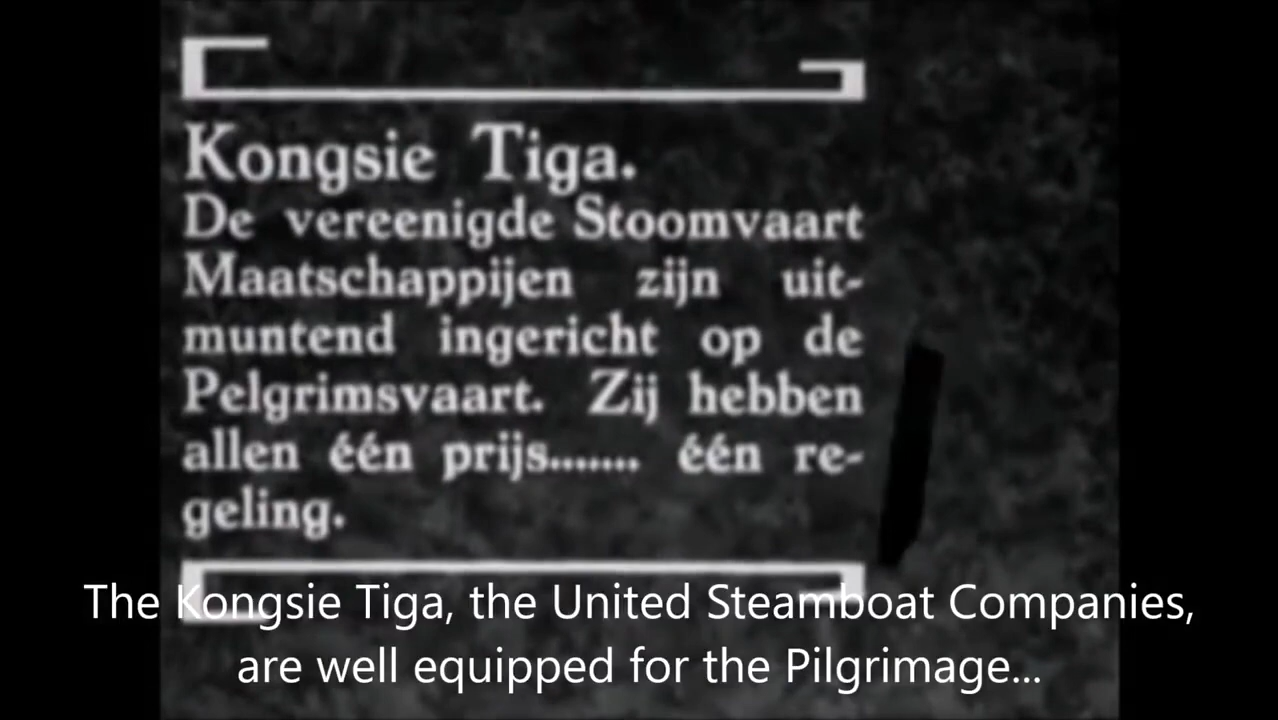 Kongsie Tiga.
De vereenigde Stoomvaart
Maatschappijen zijn uit-
muntend ingericht op de
Pelgrimsvaart. Zij hebben
allen één prijs....... één re-
geling.
The Kongsie Tiga, the United Steamboat Companies,
are well equipped for the Pilgrimage...